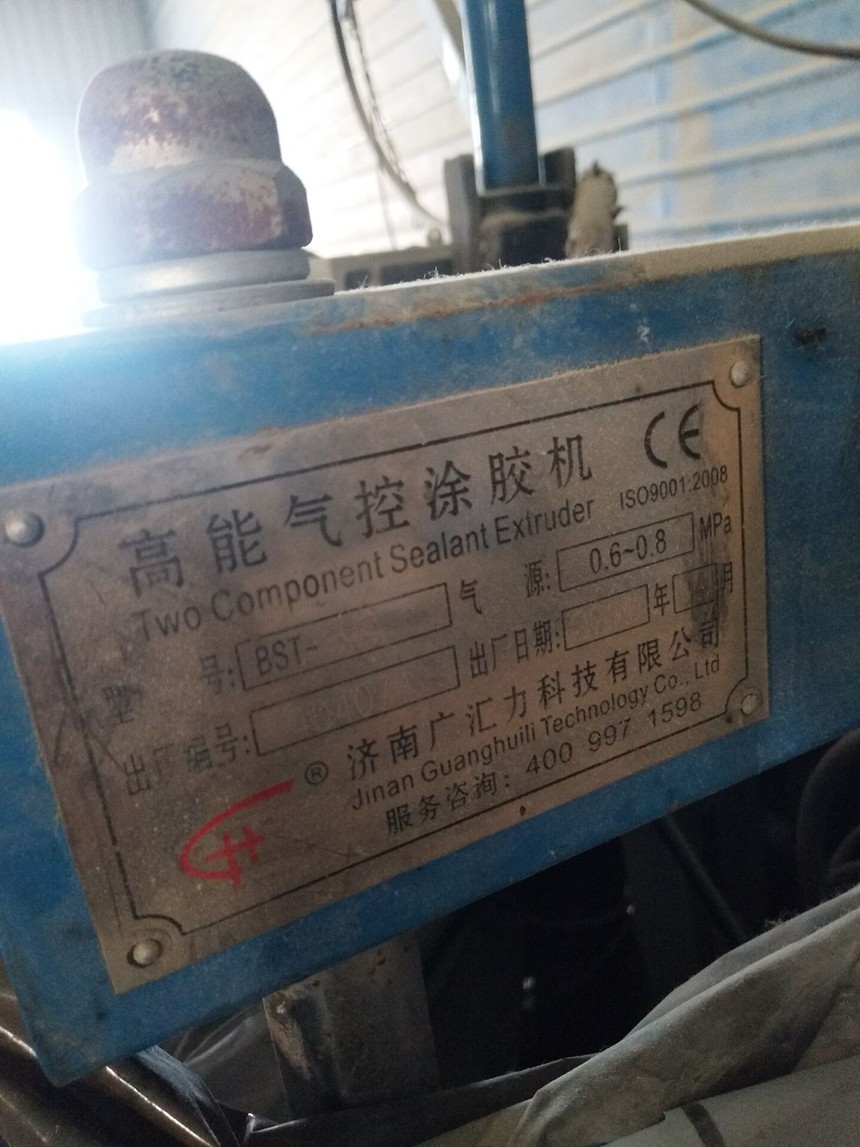 CE
高能气控涂胶机
ISO9001:2008
Two Component Sealant Extruder
型号: BST- 气源: 0.6~0.8 MPa
出厂编号: 出厂日期: 年 月
® 济南广汇力科技有限公司
Jinan Guanghuili Technology Co., Ltd
服务咨询: 400 997 1598